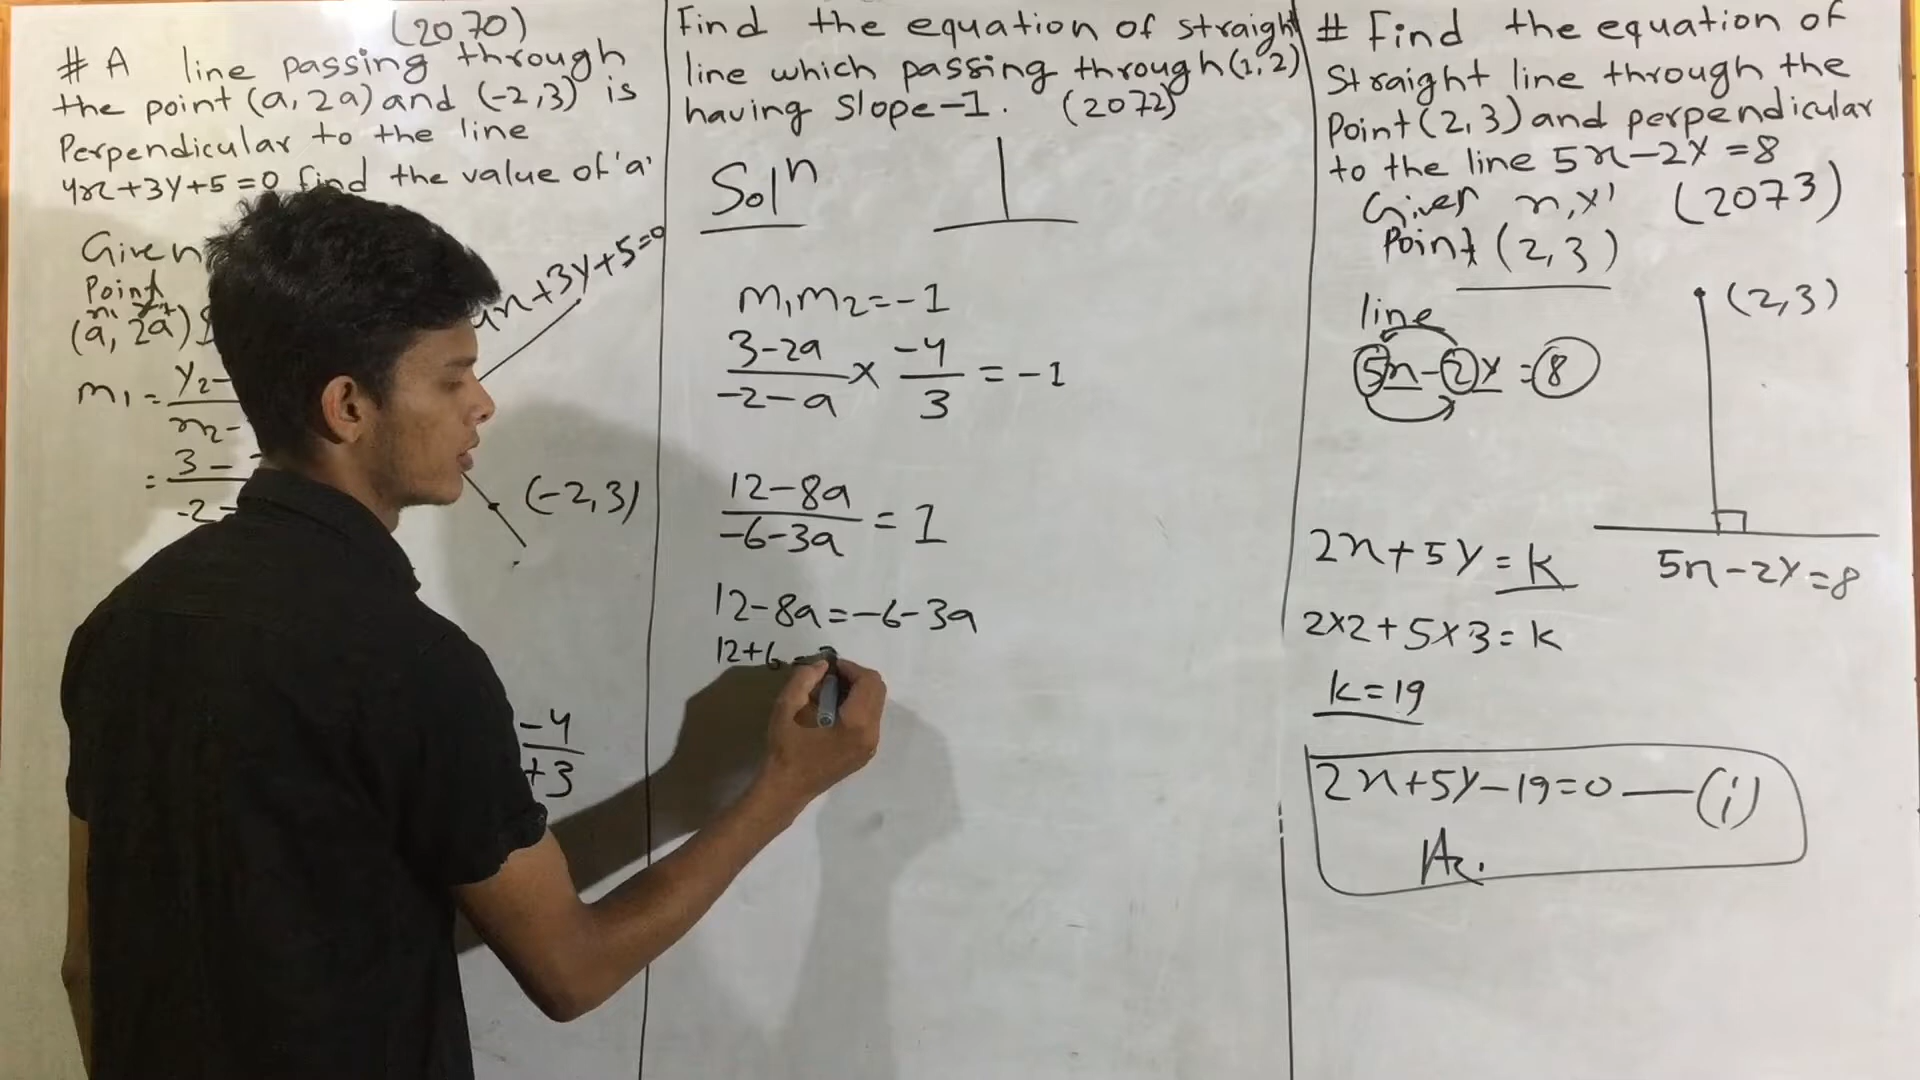 (2070)
# A line passing through
the point (a, 2a) and (-2,3) is
Perpendicular to the line
4x+3y+5=0 find the value of 'a'
Given
Point
(a, 2a)
m1 = y2-
x2-
= 3-
-2-
4x+3y+5=0
(-2,3)
-4
+3
Find the equation of straight
line which passing through (1,2)
having slope-1. (2072)
Soln
m1m2=-1
3-2a/-2-a × -4/3 = -1
12-8a/-6-3a = 1
12-8a=-6-3a
12+6 =
# Find the equation of
Straight line through the
Point (2,3) and perpendicular
to the line 5x-2y=8
(2073)
Given
Point (2,3)
line
5x-2y=8
(2,3)
5x-2y=8
2x+5y=k
2×2+5×3=k
k=19
2x+5y-19=0 — (i)